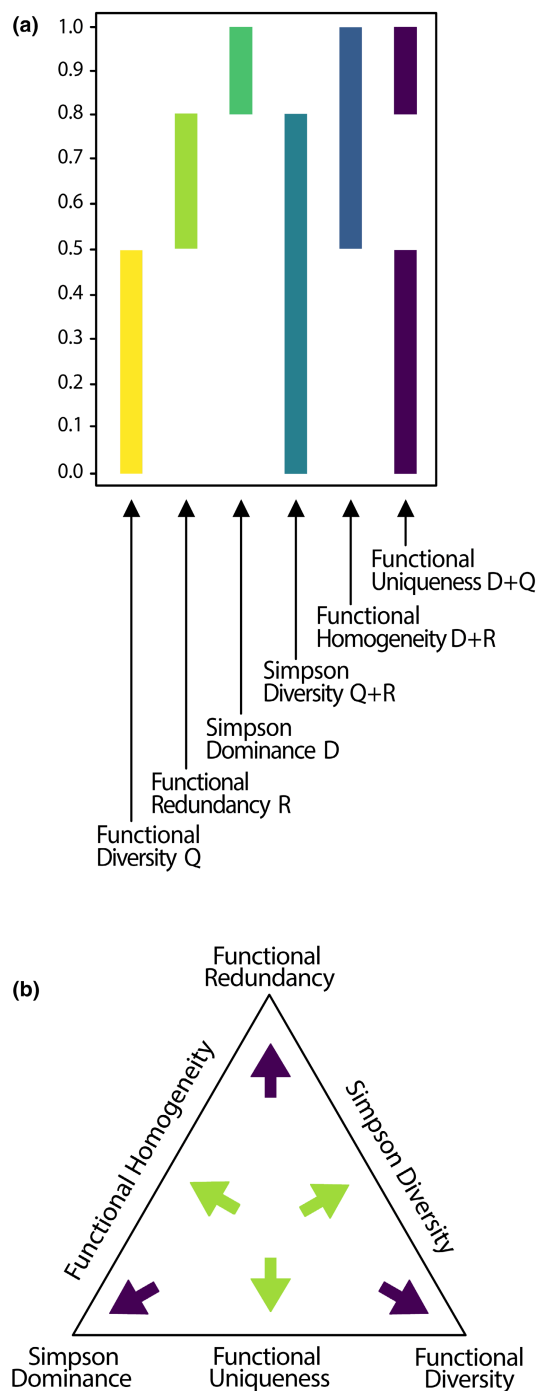 (a)
1.0
0.9
0.8
0.7
0.6
0.5
0.4
0.3
0.2
0.1
0.0
Functional
Uniqueness D+Q
Functional
Homogeneity D+R
Simpson
Diversity Q+R
Simpson
Dominance D
Functional
Redundancy R
Functional
Diversity Q
(b)
Functional
Redundancy
Functional Homogeneity
Simpson Diversity
Simpson
Dominance
Functional
Uniqueness
Functional
Diversity